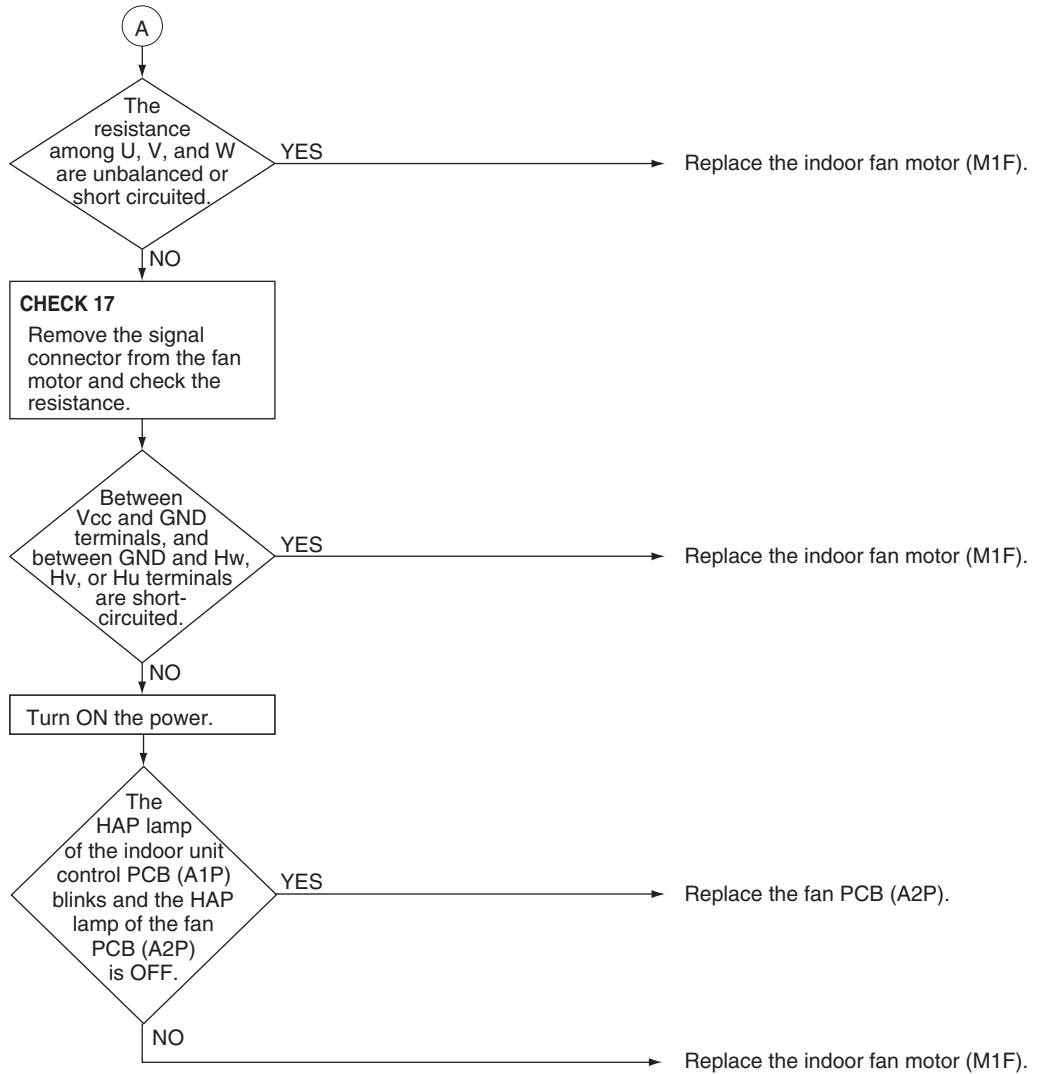 A
The
resistance
among U, V, and W
are unbalanced or
short circuited.
YES
Replace the indoor fan motor (M1F).
NO
CHECK 17
Remove the signal
connector from the fan
motor and check the
resistance.
Between
Vcc and GND
terminals, and
between GND and Hw,
Hv, or Hu terminals
are short-
circuited.
YES
Replace the indoor fan motor (M1F).
NO
Turn ON the power.
The
HAP lamp
of the indoor unit
control PCB (A1P)
blinks and the HAP
lamp of the fan
PCB (A2P)
is OFF.
YES
Replace the fan PCB (A2P).
NO
Replace the indoor fan motor (M1F).